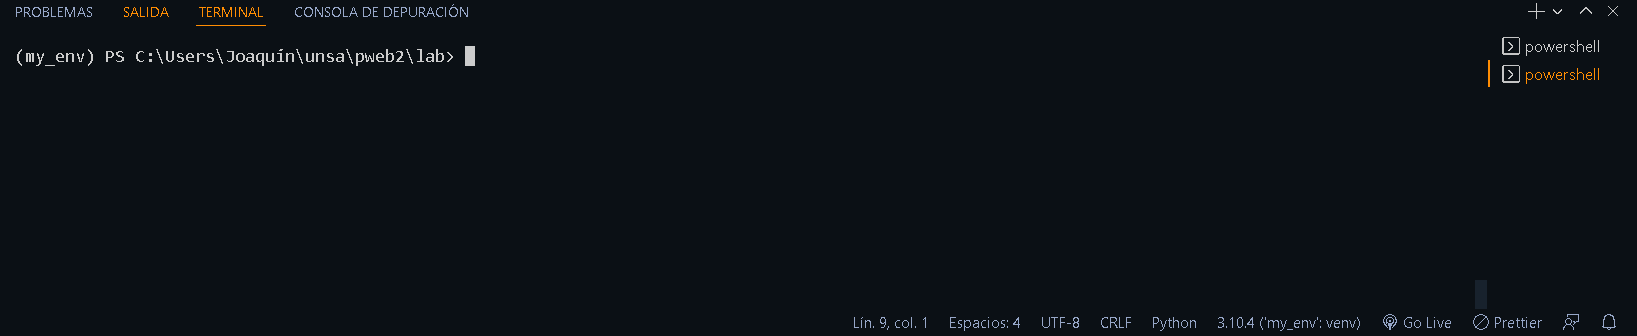 PROBLEMAS SALIDA TERMINAL CONSOLA DE DEPURACIÓN
(my_env) PS C:\Users\Joaquín\unsa\pweb2\lab>
powershell
powershell
Lín. 9, col. 1 Espacios: 4 UTF-8 CRLF Python 3.10.4 ('my_env': venv) Go Live Prettier